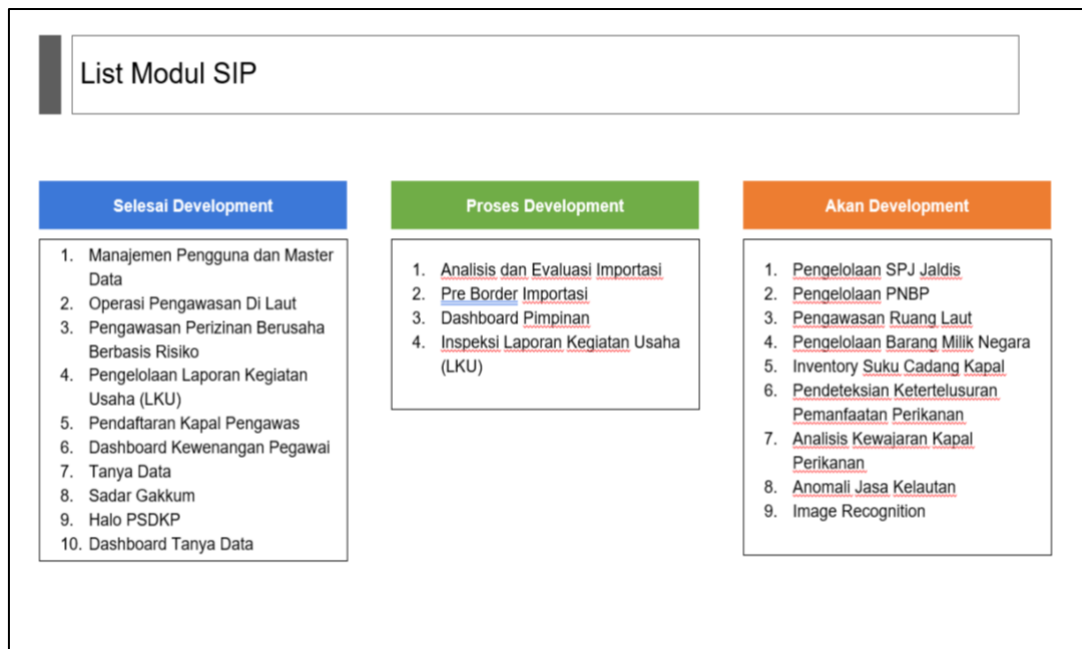 List Modul SIP
Selesai Development
1. Manajemen Pengguna dan Master
Data
2. Operasi Pengawasan Di Laut
3. Pengawasan Perizinan Berusaha
Berbasis Risiko
4. Pengelolaan Laporan Kegiatan
Usaha (LKU)
5. Pendaftaran Kapal Pengawas
6. Dashboard Kewenangan Pegawai
7. Tanya Data
8. Sadar Gakkum
9. Halo PSDKP
10. Dashboard Tanya Data
Proses Development
1. Analisis dan Evaluasi Importasi
2. Pre Border Importasi
3. Dashboard Pimpinan
4. Inspeksi Laporan Kegiatan Usaha
(LKU)
Akan Development
1. Pengelolaan SPJ Jaldis
2. Pengelolaan PNBP
3. Pengawasan Ruang Laut
4. Pengelolaan Barang Milik Negara
5. Inventory Suku Cadang Kapal
6. Pendeteksian Ketertelusuran
Pemanfaatan Perikanan
7. Analisis Kewajaran Kapal
Perikanan
8. Anomali Jasa Kelautan
9. Image Recognition